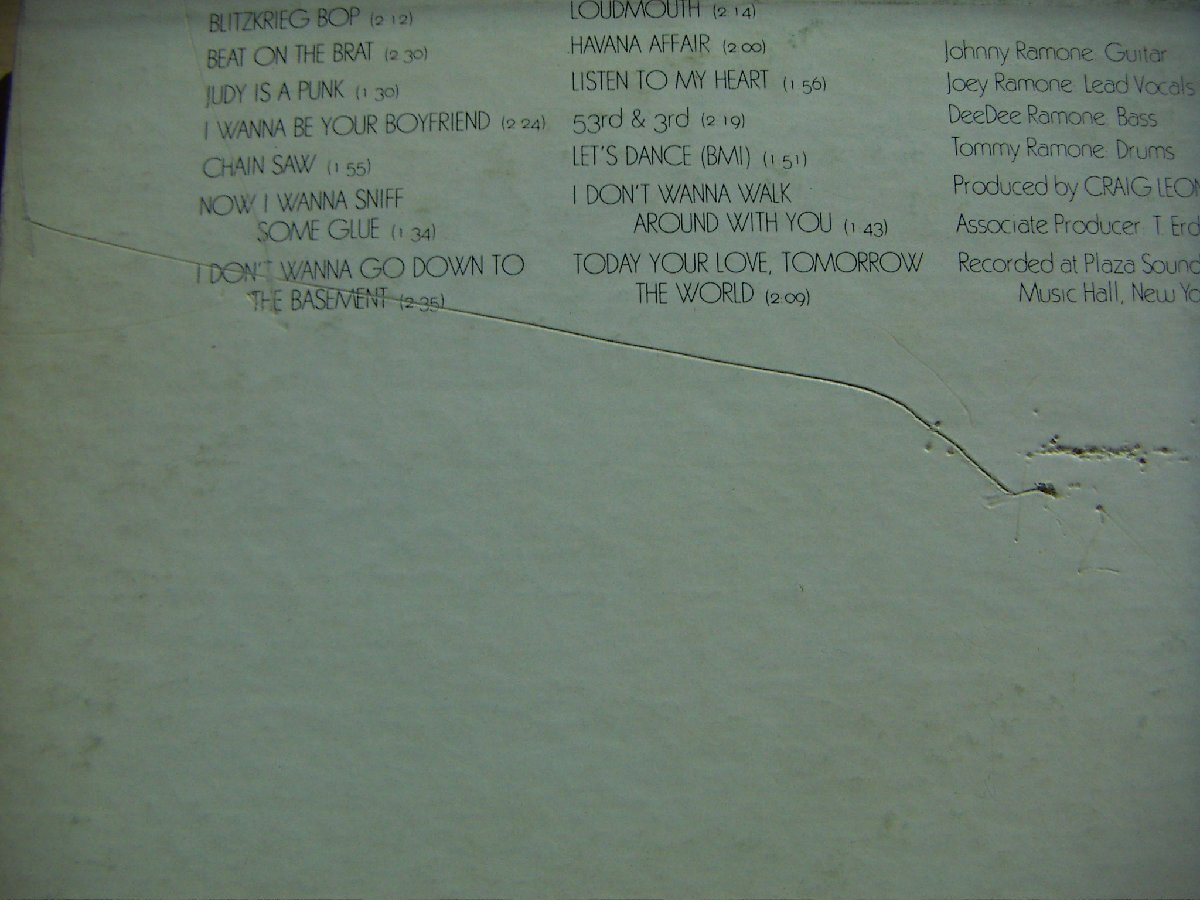 BLITZKRIEG BOP (2 12)
BEAT ON THE BRAT (2 30)
JUDY IS A PUNK (1 30)
I WANNA BE YOUR BOYFRIEND (2 24)
CHAIN SAW (1 55)
NOW I WANNA SNIFF
SOME GLUE (1 34)
I DON'T WANNA GO DOWN TO
THE BASEMENT (2 35)
LOUDMOUTH (2 14)
HAVANA AFFAIR (2 00)
LISTEN TO MY HEART (1 56)
53rd & 3rd (2 19)
LET'S DANCE (BMI) (1 51)
I DON'T WANNA WALK
AROUND WITH YOU (1 43)
TODAY YOUR LOVE, TOMORROW
THE WORLD (2 09)
Johnny Ramone Guitar
Joey Ramone Lead Vocals
DeeDee Ramone Bass
Tommy Ramone Drums
Produced by CRAIG LEON
Associate Producer T. Erd
Recorded at Plaza Sound
Music Hall, New Yo